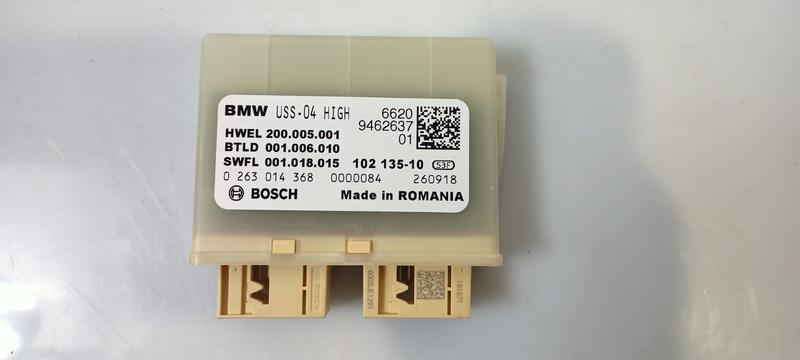 BMW USS-04 HIGH 6620
9462637
01
HWEL 200.005.001
BTLD 001.006.010
SWFL 001.018.015 102 135-10 S3F
0 263 014 368 0000084 260918
BOSCH Made in ROMANIA